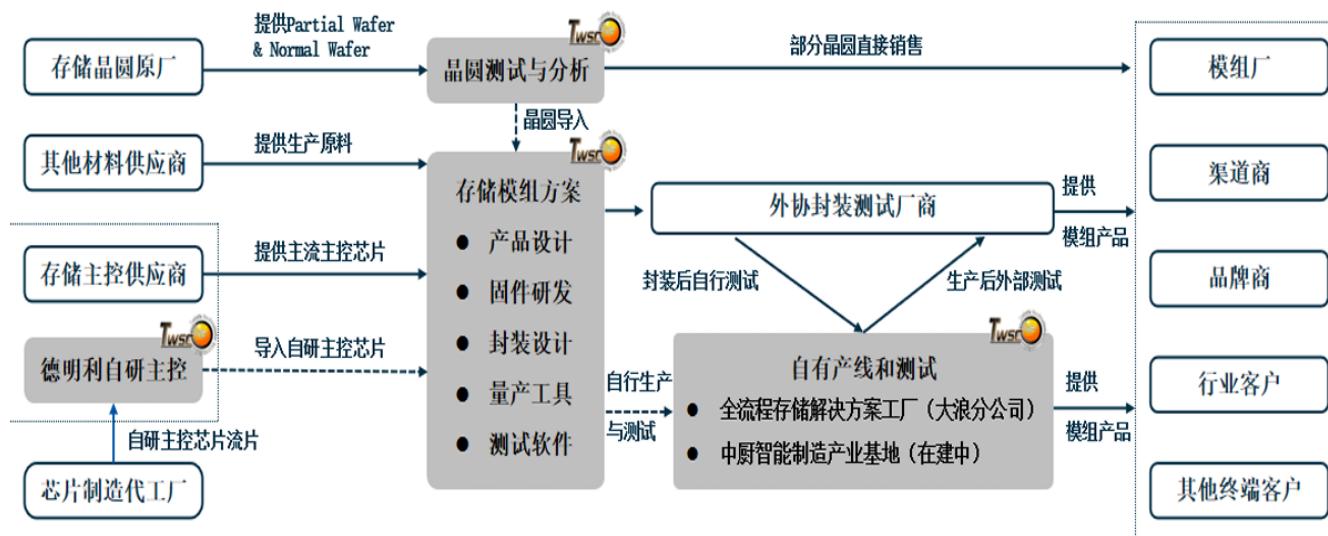 提供Partial Wafer
& Normal Wafer
存储晶圆原厂
Twsc
晶圆测试与分析
部分晶圆直接销售
模组厂
晶圆导入
其他材料供应商
提供生产原料
Twsc
存储模组方案
● 产品设计
● 固件研发
● 封装设计
● 量产工具
● 测试软件
外协封装测试厂商
提供
模组产品
渠道商
存储主控供应商
提供主流主控芯片
封装后自行测试
生产后外部测试
品牌商
Twsc
德明利自研主控
导入自研主控芯片
自行生产
与测试
Twsc
自有产线和测试
● 全流程存储解决方案工厂（大浪分公司）
● 中厨智能制造产业基地（在建中）
提供
模组产品
行业客户
自研主控芯片流片
芯片制造代工厂
其他终端客户